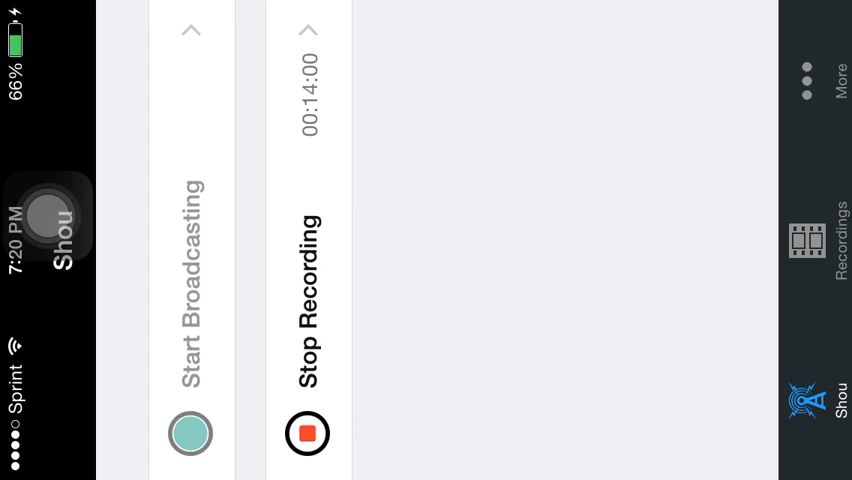 Sprint 7:20 PM 66%
Shou
Start Broadcasting
Stop Recording 00:14:00
Shou Recordings More